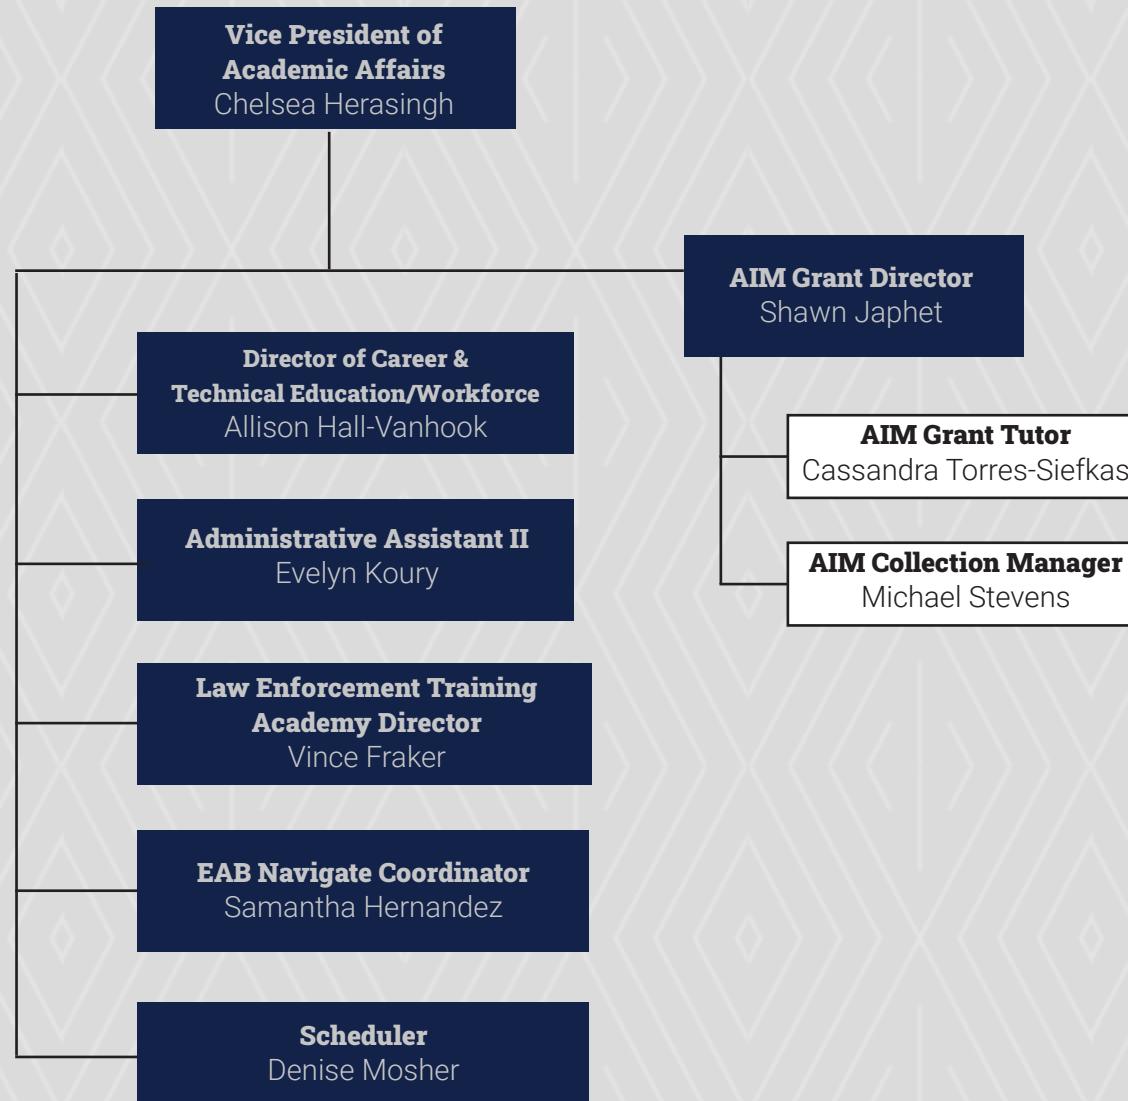 Vice President of
Academic Affairs
Chelsea Herasingh
AIM Grant Director
Shawn Japhet
Director of Career &
Technical Education/Workforce
Allison Hall-Vanhook
AIM Grant Tutor
Cassandra Torres-Siefkas
Administrative Assistant II
Evelyn Koury
AIM Collection Manager
Michael Stevens
Law Enforcement Training
Academy Director
Vince Fraker
EAB Navigate Coordinator
Samantha Hernandez
Scheduler
Denise Mosher